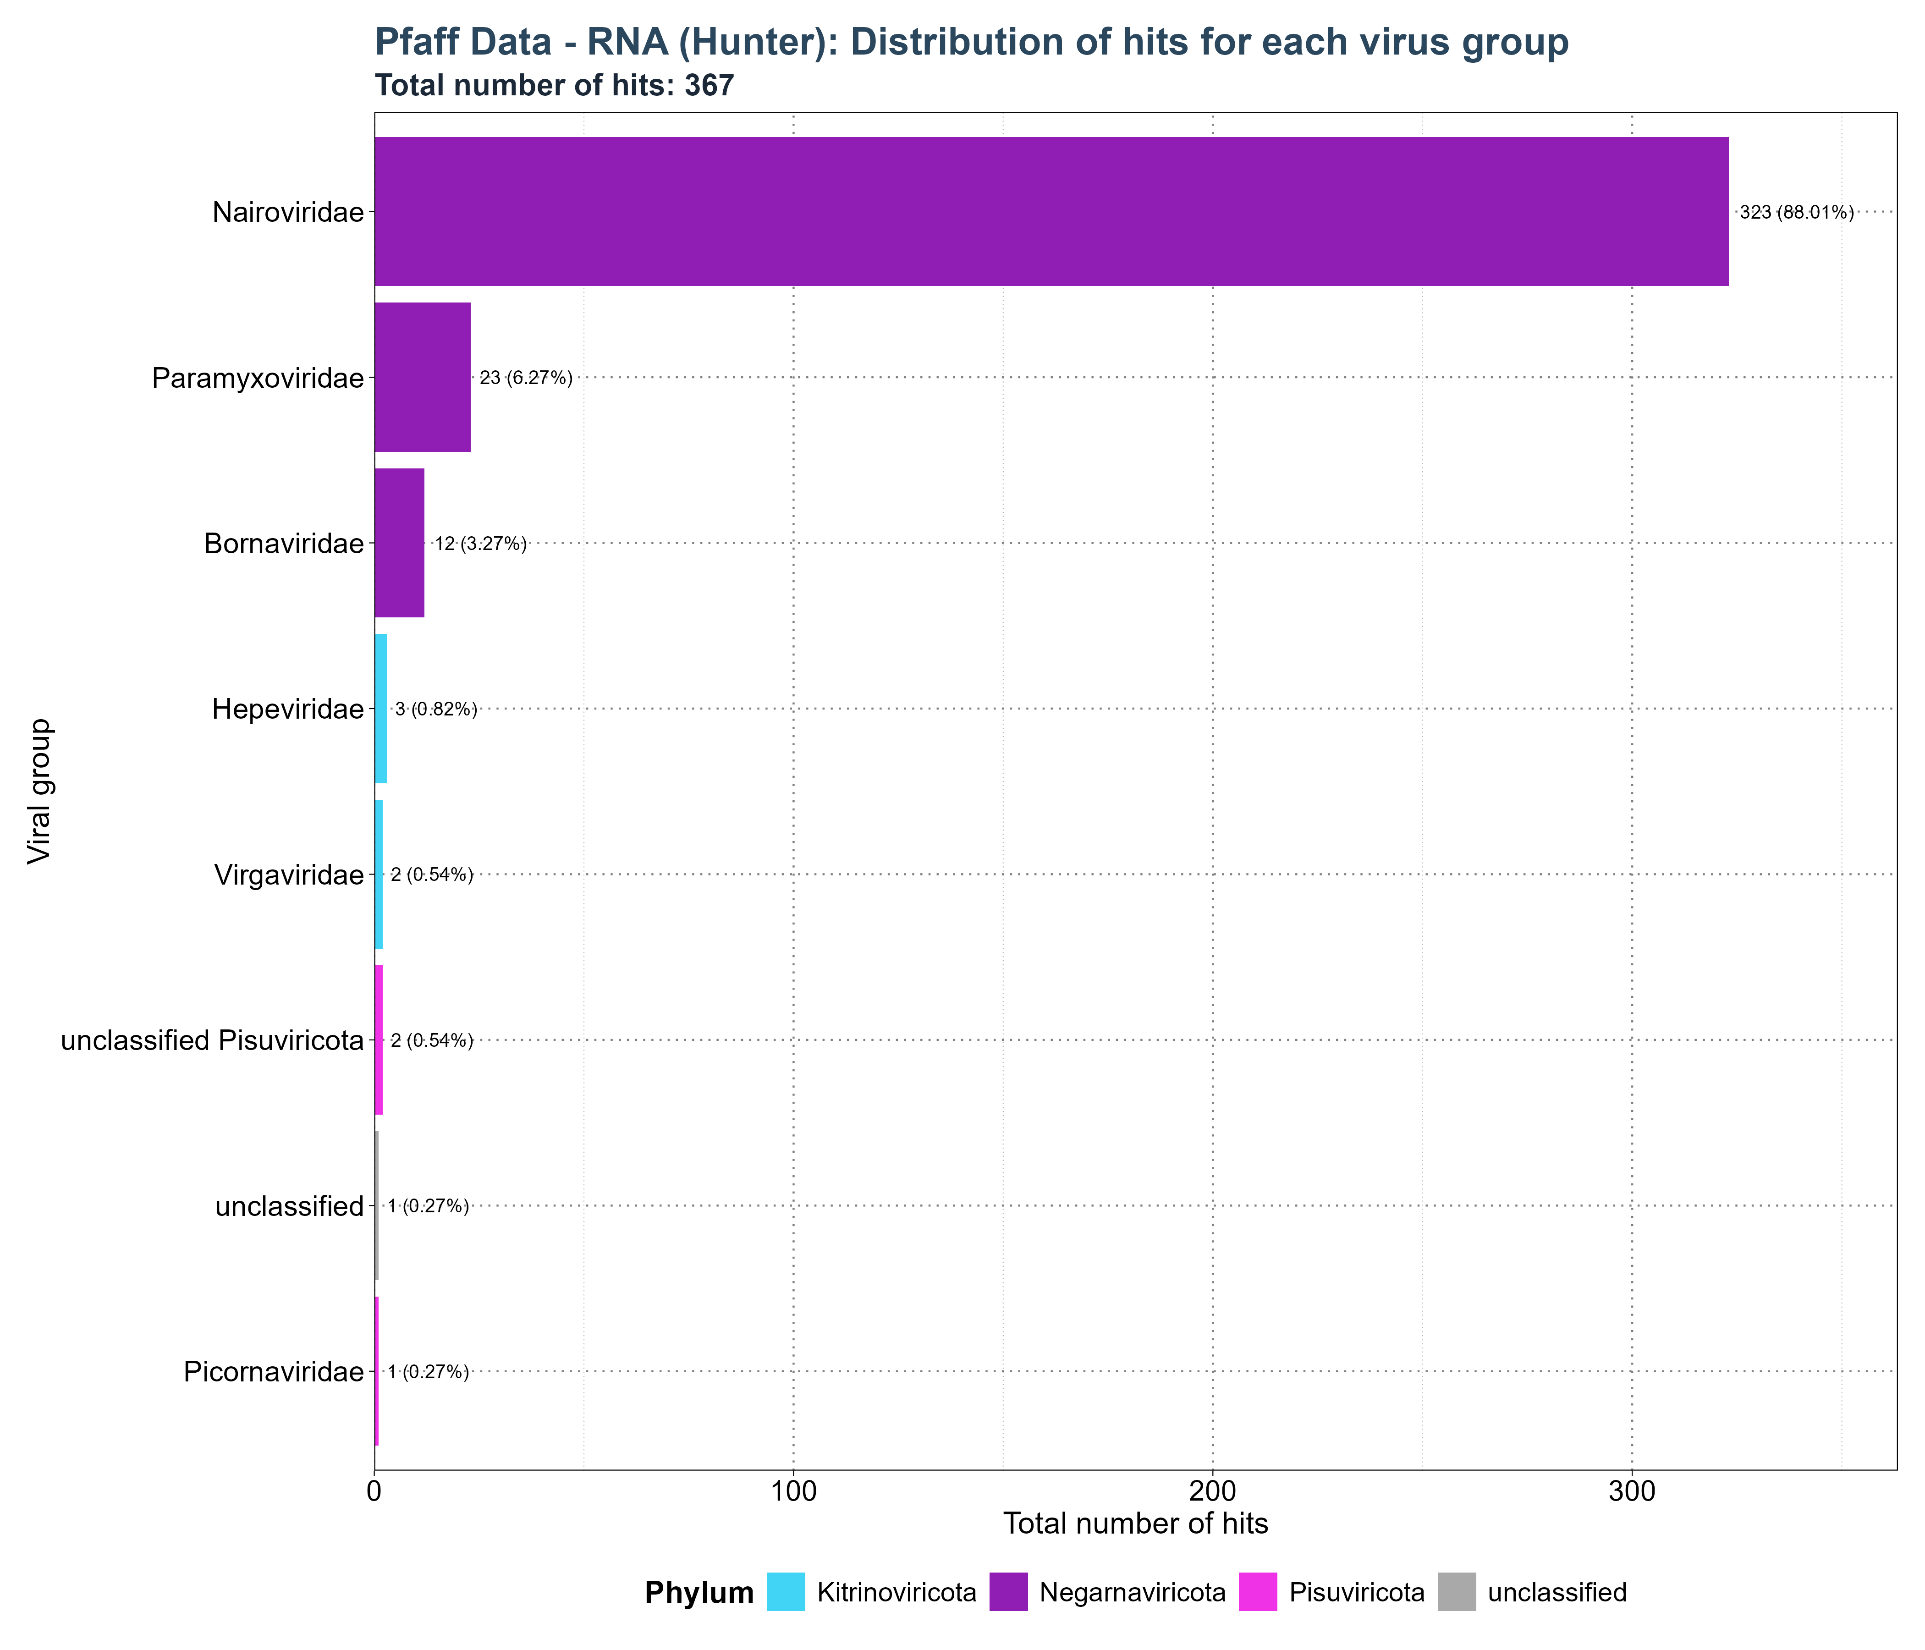 Pfaff Data - RNA (Hunter): Distribution of hits for each virus group
Total number of hits: 367
Viral group
Nairoviridae
323 (88.01%)
Paramyxoviridae
23 (6.27%)
Bornaviridae
12 (3.27%)
Hepeviridae
3 (0.82%)
Virgaviridae
2 (0.54%)
unclassified Pisuviricota
2 (0.54%)
unclassified
1 (0.27%)
Picornaviridae
1 (0.27%)
0 100 200 300
Total number of hits
Phylum Kitrinoviricota Negarnaviricota Pisuviricota unclassified